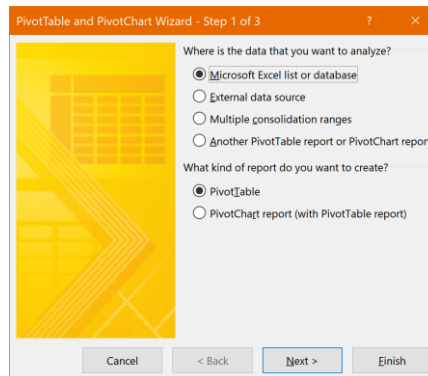 PivotTable and PivotChart Wizard - Step 1 of 3 ? ×
Where is the data that you want to analyze?
Microsoft Excel list or database
External data source
Multiple consolidation ranges
Another PivotTable report or PivotChart report
What kind of report do you want to create?
PivotTable
PivotChart report (with PivotTable report)
Cancel < Back Next > Finish